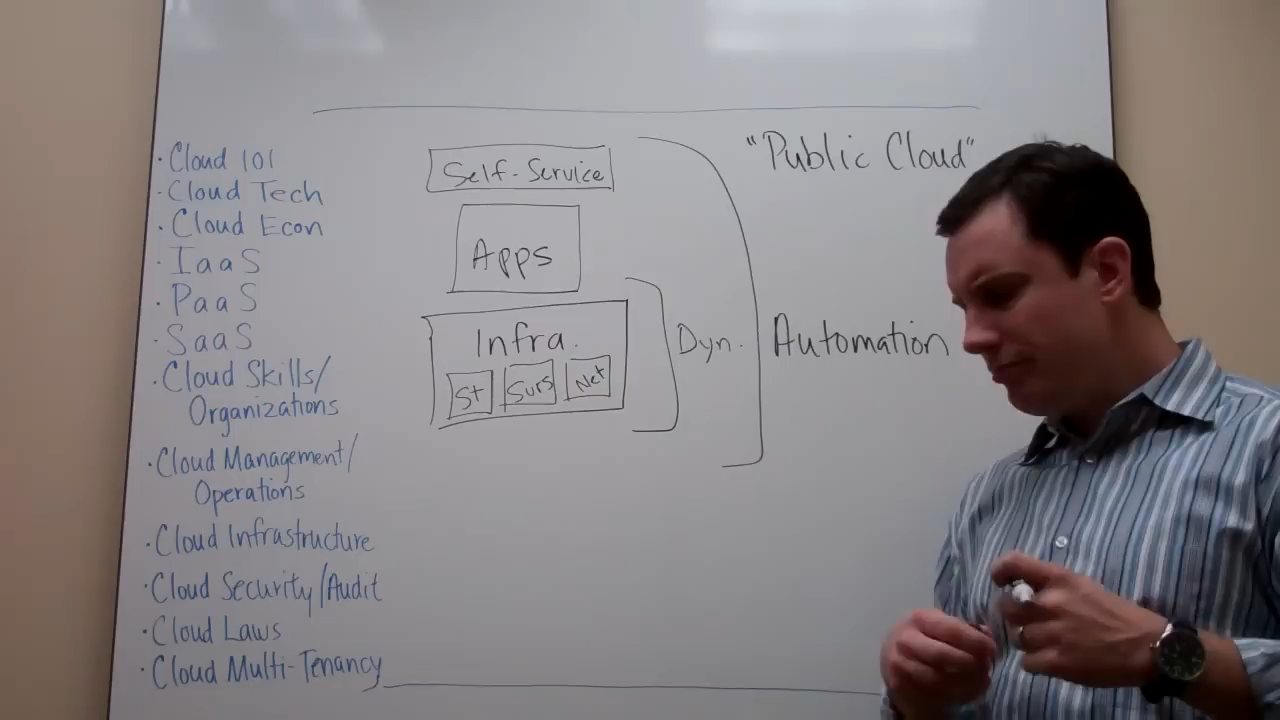 · Cloud 101
· Cloud Tech
· Cloud Econ
· IaaS
· PaaS
· SaaS
· Cloud Skills/
Organizations
· Cloud Management/
Operations
· Cloud Infrastructure
· Cloud Security/Audit
· Cloud Laws
· Cloud Multi-Tenancy
Self-Service
Apps
Infra.
St Survs Net
Dyn.
"Public Cloud"
Automation